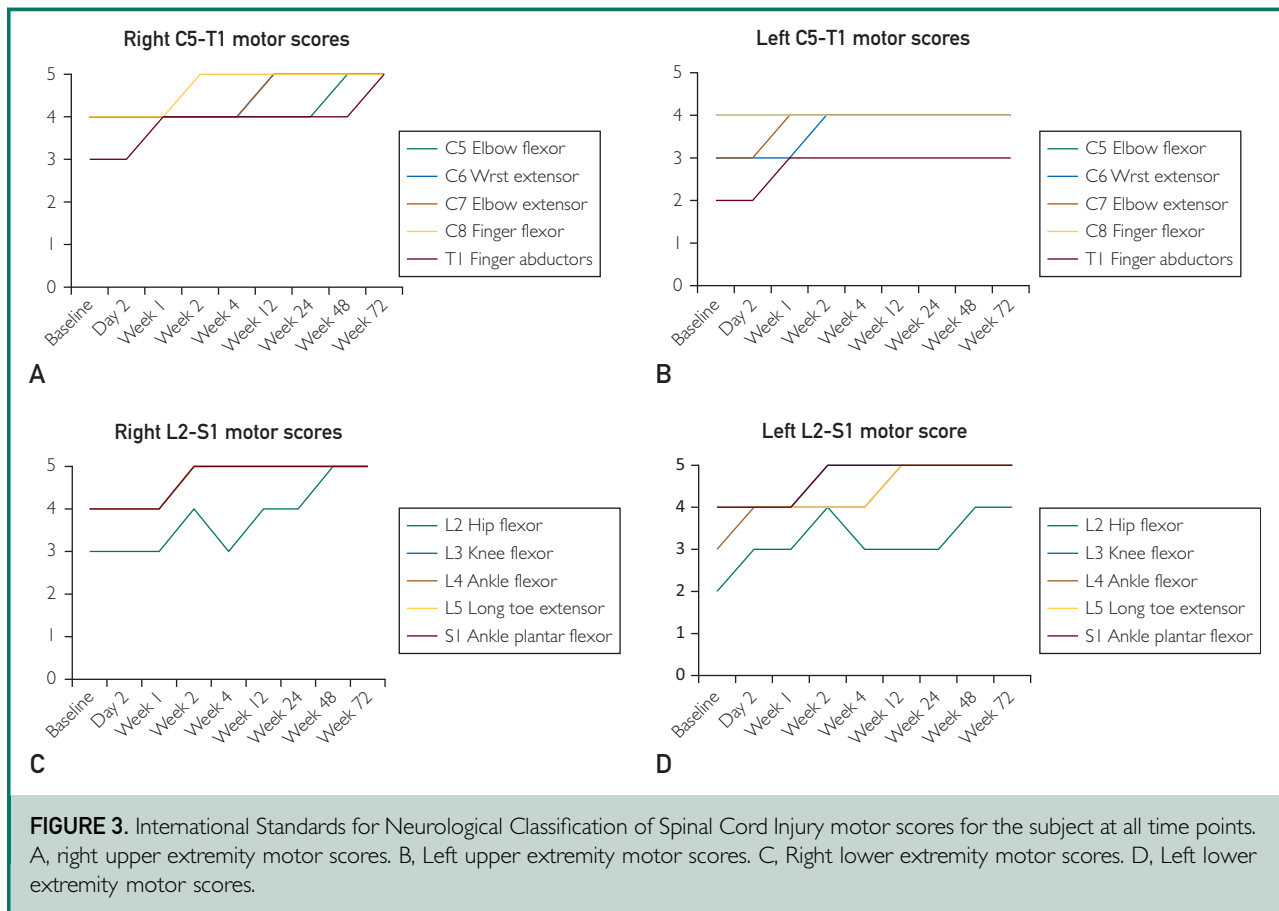 Right C5-T1 motor scores
5
4
3
2
1
0
Baseline
Day 2
Week 1
Week 2
Week 4
Week 12
Week 24
Week 48
Week 72
C5 Elbow flexor
C6 Wrst extensor
C7 Elbow extensor
C8 Finger flexor
T1 Finger abductors
A
Left C5-T1 motor scores
5
4
3
2
1
0
Baseline
Day 2
Week 1
Week 2
Week 4
Week 12
Week 24
Week 48
Week 72
C5 Elbow flexor
C6 Wrst extensor
C7 Elbow extensor
C8 Finger flexor
T1 Finger abductors
B
Right L2-S1 motor scores
5
4
3
2
1
0
Baseline
Day 2
Week 1
Week 2
Week 4
Week 12
Week 24
Week 48
Week 72
L2 Hip flexor
L3 Knee flexor
L4 Ankle flexor
L5 Long toe extensor
S1 Ankle plantar flexor
C
Left L2-S1 motor score
5
4
3
2
1
0
Baseline
Day 2
Week 1
Week 2
Week 4
Week 12
Week 24
Week 48
Week 72
L2 Hip flexor
L3 Knee flexor
L4 Ankle flexor
L5 Long toe extensor
S1 Ankle plantar flexor
D
FIGURE 3. International Standards for Neurological Classification of Spinal Cord Injury motor scores for the subject at all time points.
A, right upper extremity motor scores. B, Left upper extremity motor scores. C, Right lower extremity motor scores. D, Left lower
extremity motor scores.